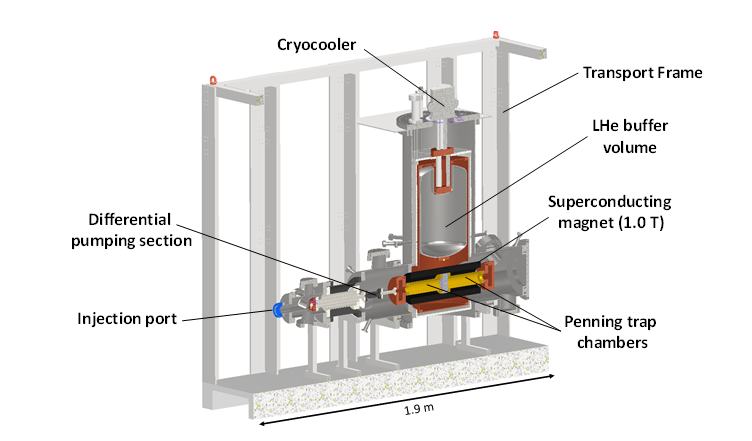 Cryocooler
Transport Frame
LHe buffer
volume
Superconducting
magnet (1.0 T)
Differential
pumping section
Injection port
Penning trap
chambers
1.9 m